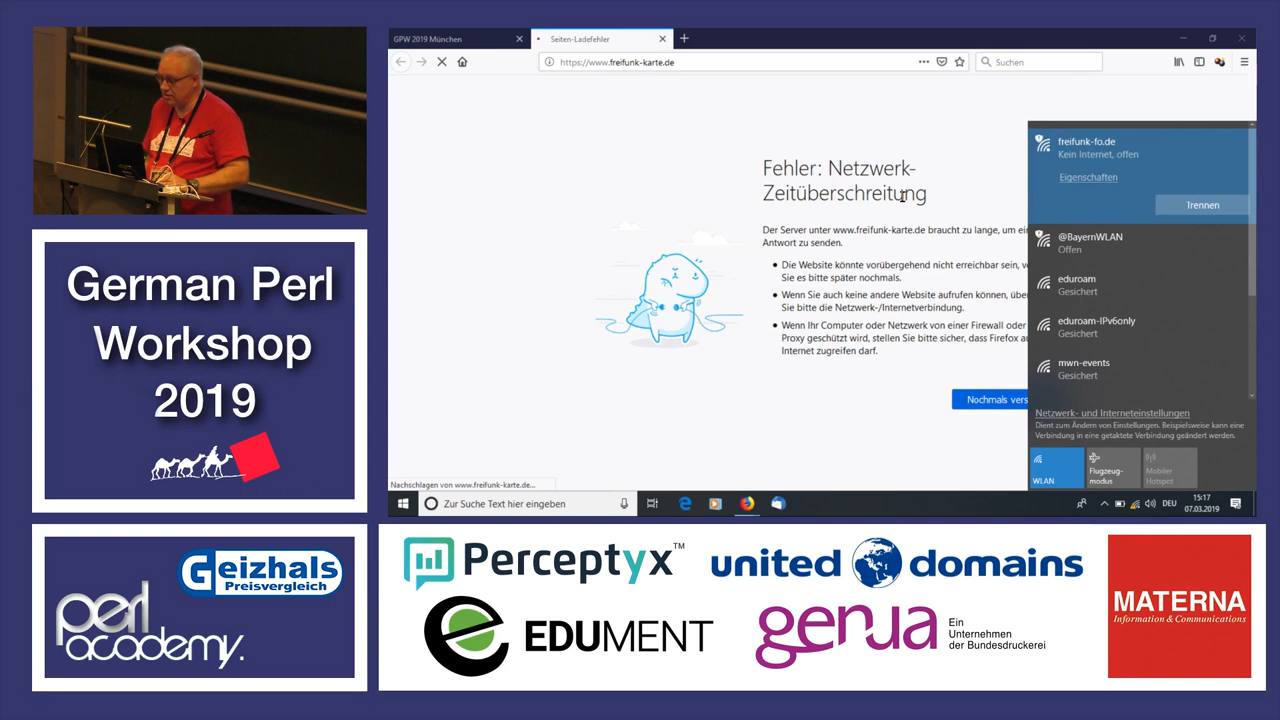 GPW 2019 München
Seiten-Ladefehler
https://www.freifunk-karte.de
Suchen
Fehler: Netzwerk-
Zeitüberschreitung
Der Server unter www.freifunk-karte.de braucht zu lange, um ein
Antwort zu senden.
Die Website könnte vorübergehend nicht erreichbar sein, v
Sie es bitte später nochmals.
Wenn Sie auch keine andere Website aufrufen können, übe
Sie bitte die Netzwerk-/Internetverbindung.
Wenn Ihr Computer oder Netzwerk von einer Firewall oder
Proxy geschützt wird, stellen Sie bitte sicher, dass Firefox au
Internet zugreifen darf.
Nochmals vers
freifunk-fo.de
Kein Internet, offen
Eigenschaften
Trennen
@BayernWLAN
Offen
eduroam
Gesichert
eduroam-IPv6only
Gesichert
mwn-events
Gesichert
Netzwerk- und Interneteinstellungen
Dient zum Ändern von Einstellungen. Beispielsweise kann eine
Verbindung in eine getaktete Verbindung geändert werden.
WLAN
Flugzeug-
modus
Mobiler
Hotspot
Nachschlagen von www.freifunk-karte.de...
Zur Suche Text hier eingeben
DEU
15:17
07.03.2019
German Perl
Workshop
2019
Geizhals
Preisvergleich
perl
academy.
Perceptyx™
united domains
EDUMENT
genua
Ein
Unternehmen
der Bundesdruckerei
MATERNA
Information & Communications